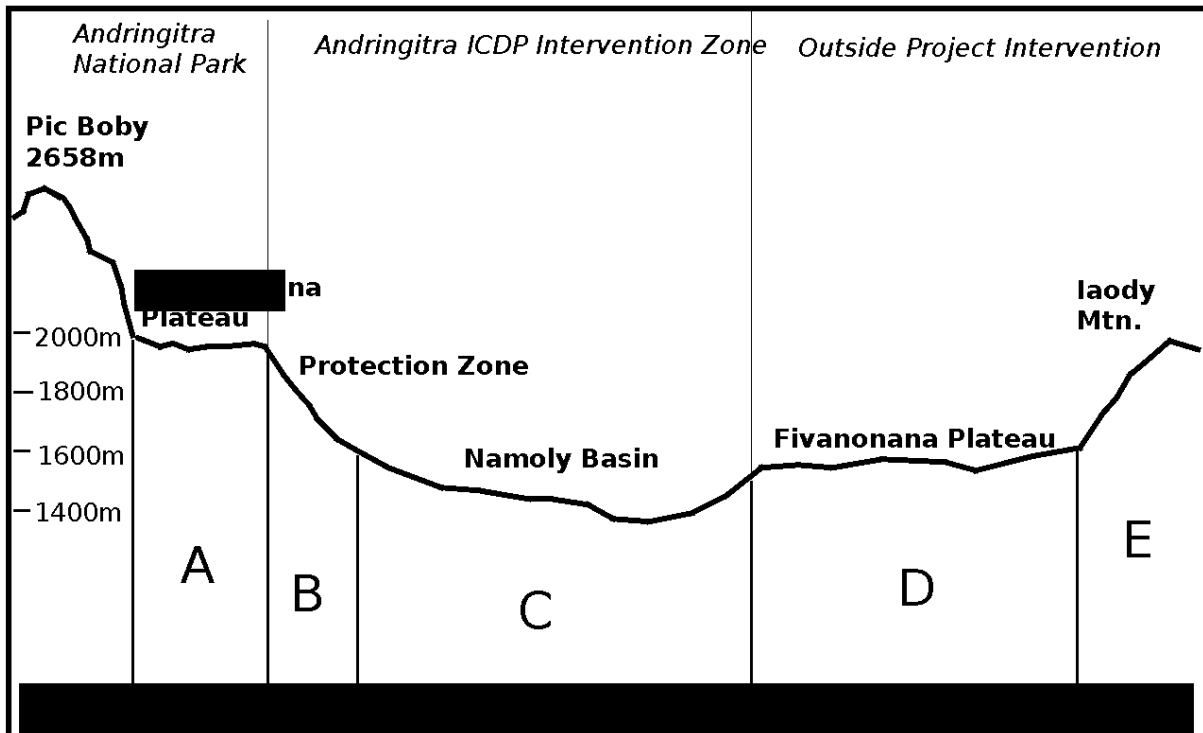 Andringitra
National Park
Andringitra ICDP Intervention Zone
Outside Project Intervention
Pic Boby
2658m
na
Plateau
Iaody
Mtn.
2000m
Protection Zone
1800m
Fivanonana Plateau
1600m
Namoly Basin
1400m
A
B
C
D
E